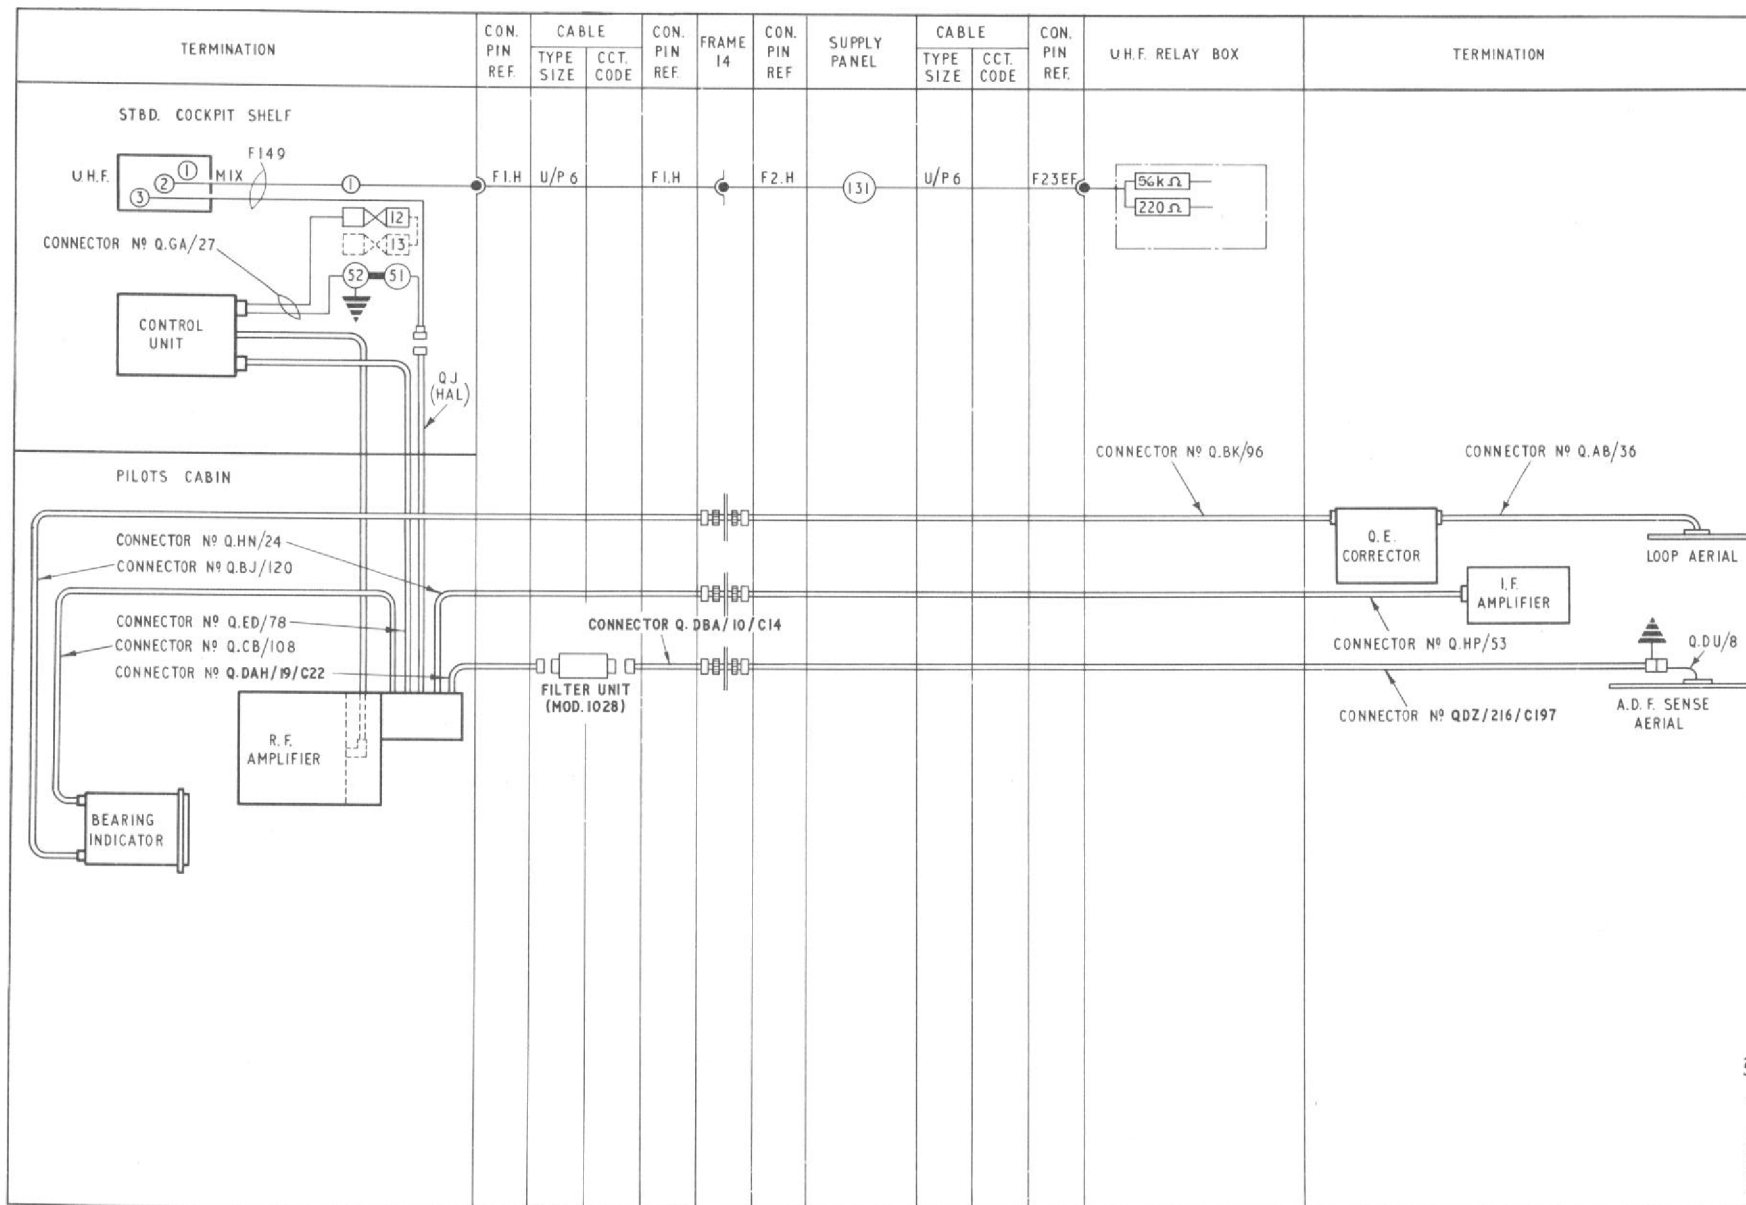 TERMINATION
CON. PIN REF.
CABLE
TYPE SIZE
CCT. CODE
CON. PIN REF.
FRAME 14
CON. PIN REF
SUPPLY PANEL
CABLE
TYPE SIZE
CCT. CODE
CON. PIN REF.
U.H.F. RELAY BOX
TERMINATION
STBD. COCKPIT SHELF
F149
U.H.F.
1
2
3
MIX
1
F1.H
U/P 6
F1.H
F2.H
131
U/P 6
F23EF
56k Ω
220 Ω
12
13
CONNECTOR Nº Q.GA/27
52
51
CONTROL UNIT
QJ (HAL)
PILOTS CABIN
CONNECTOR Nº Q.BK/96
CONNECTOR Nº Q.AB/36
CONNECTOR Nº Q.HN/24
CONNECTOR Nº Q.BJ/120
Q.E. CORRECTOR
LOOP AERIAL
I.F. AMPLIFIER
CONNECTOR Nº Q.ED/78
CONNECTOR Nº Q.CB/108
CONNECTOR Nº Q.DAH/19/C22
CONNECTOR Q.DBA/10/C14
CONNECTOR Nº Q.HP/53
Q.DU/8
FILTER UNIT
(MOD.1028)
CONNECTOR Nº QDZ/216/C197
A.D.F. SENSE AERIAL
R.F. AMPLIFIER
BEARING INDICATOR